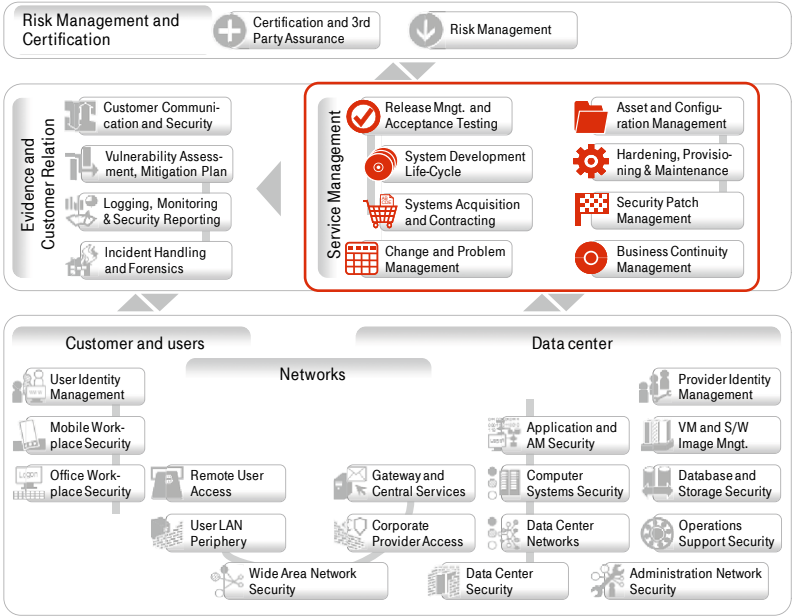 Risk Management and
Certification
Certification and 3rd
Party Assurance
Risk Management
Evidence and
Customer Relation
Customer Communi-
cation and Security
Vulnerability Assess-
ment, Mitigation Plan
Logging, Monitoring
& Security Reporting
Incident Handling
and Forensics
Service Management
Release Mngt. and
Acceptance Testing
System Development
Life-Cycle
Systems Acquisition
and Contracting
Change and Problem
Management
Asset and Configu-
ration Management
Hardening, Provisio-
ning & Maintenance
Security Patch
Management
Business Continuity
Management
Customer and users
Networks
Data center
User Identity
Management
Mobile Work-
place Security
Office Work-
place Security
Logon
Remote User
Access
User LAN
Periphery
Wide Area Network
Security
Gateway and
Central Services
Corporate
Provider Access
Application and
AM Security
Computer
Systems Security
Data Center
Networks
Data Center
Security
Provider Identity
Management
VM and S/W
Image Mngt.
Database and
Storage Security
Operations
Support Security
Administration Network
Security